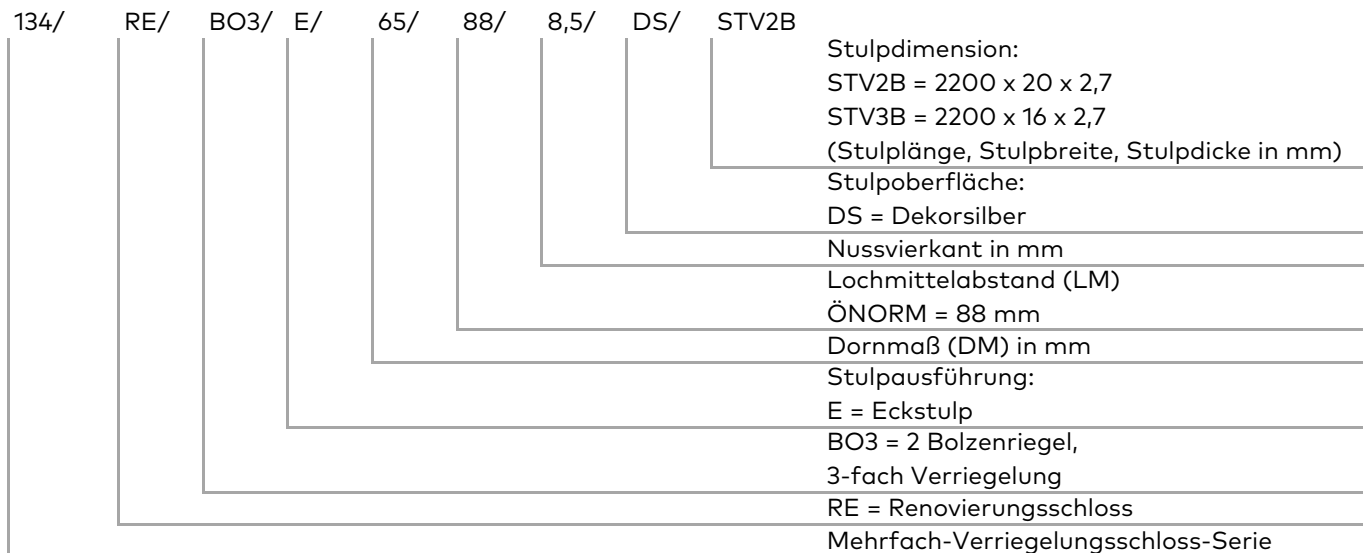 134/ RE/ BO3/ E/ 65/ 88/ 8,5/ DS/ STV2B
Stulpdimension:
STV2B = 2200 x 20 x 2,7
STV3B = 2200 x 16 x 2,7
(Stulplänge, Stulpbreite, Stulpdicke in mm)
Stulpoberfläche:
DS = Dekorsilber
Nussvierkant in mm
Lochmittelabstand (LM)
ÖNORM = 88 mm
Dornmaß (DM) in mm
Stulpausführung:
E = Eckstulp
BO3 = 2 Bolzenriegel,
3-fach Verriegelung
RE = Renovierungsschloss
Mehrfach-Verriegelungsschloss-Serie